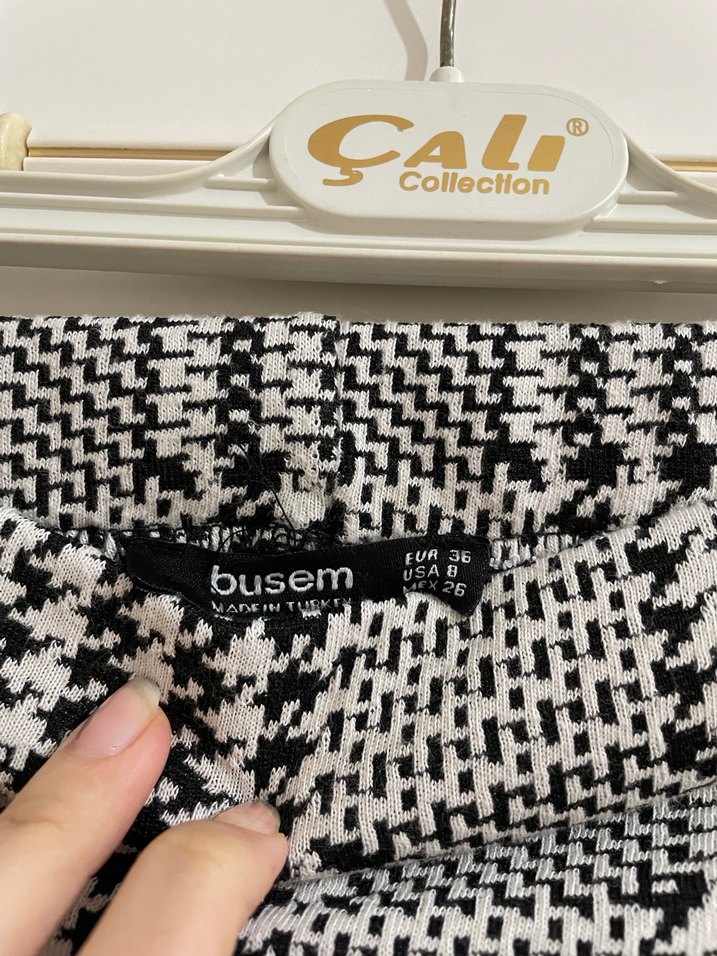 ÇALI®
Collection
busem
MADE IN TURKEY
EUR 36
USA 8
MEX 26